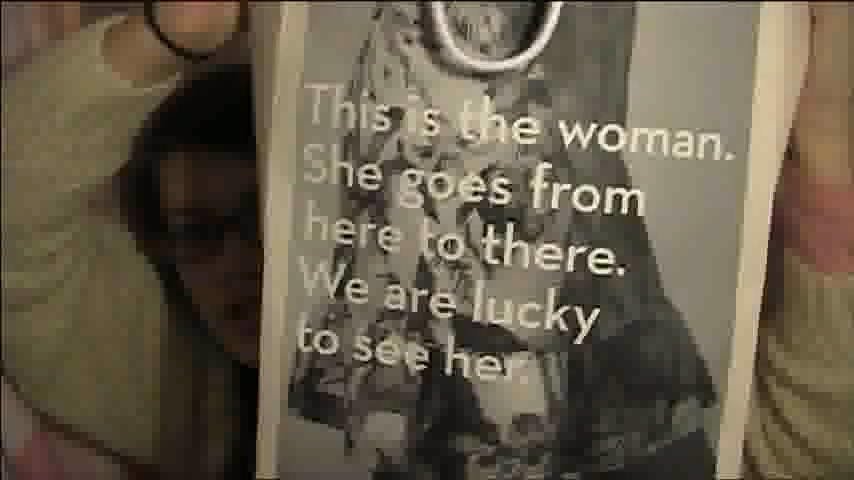 This is the woman.
She goes from
here to there.
We are lucky
to see her.